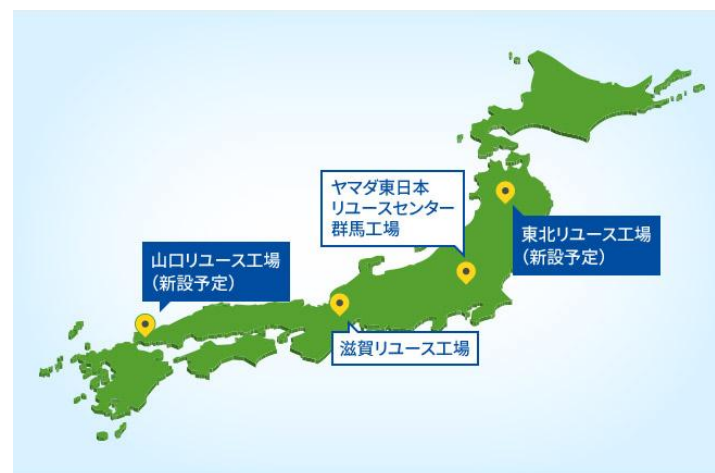 ヤマダ東日本
リユースセンター
群馬工場
東北リユース工場
（新設予定）
山口リユース工場
（新設予定）
滋賀リユース工場